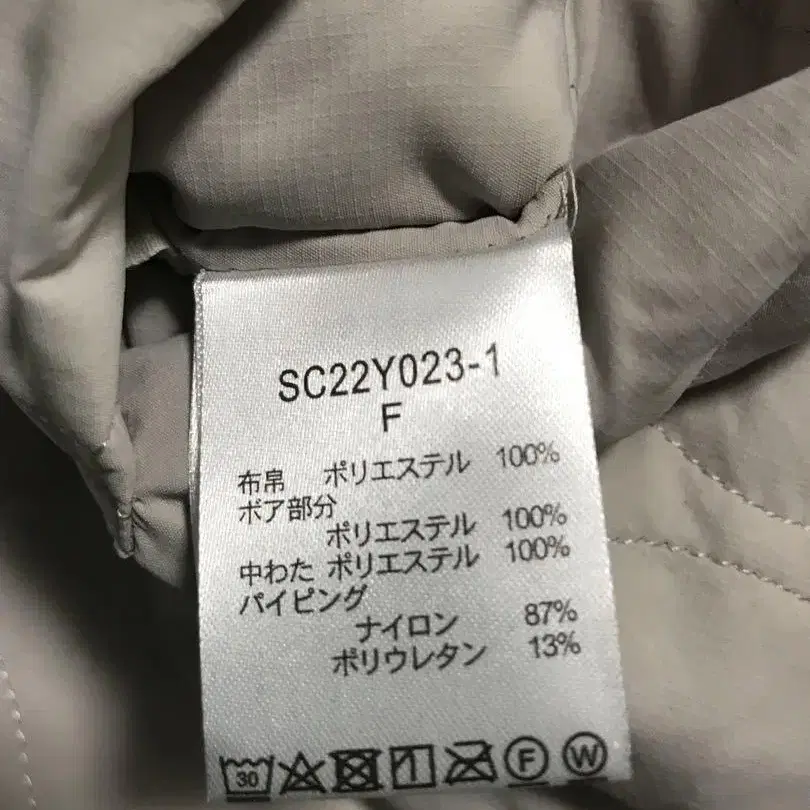 SC22Y023-1
F
布帛 ポリエステル 100%
ボア部分
ポリエステル 100%
中わた ポリエステル 100%
パイピング
ナイロン 87%
ポリウレタン 13%
30 F W